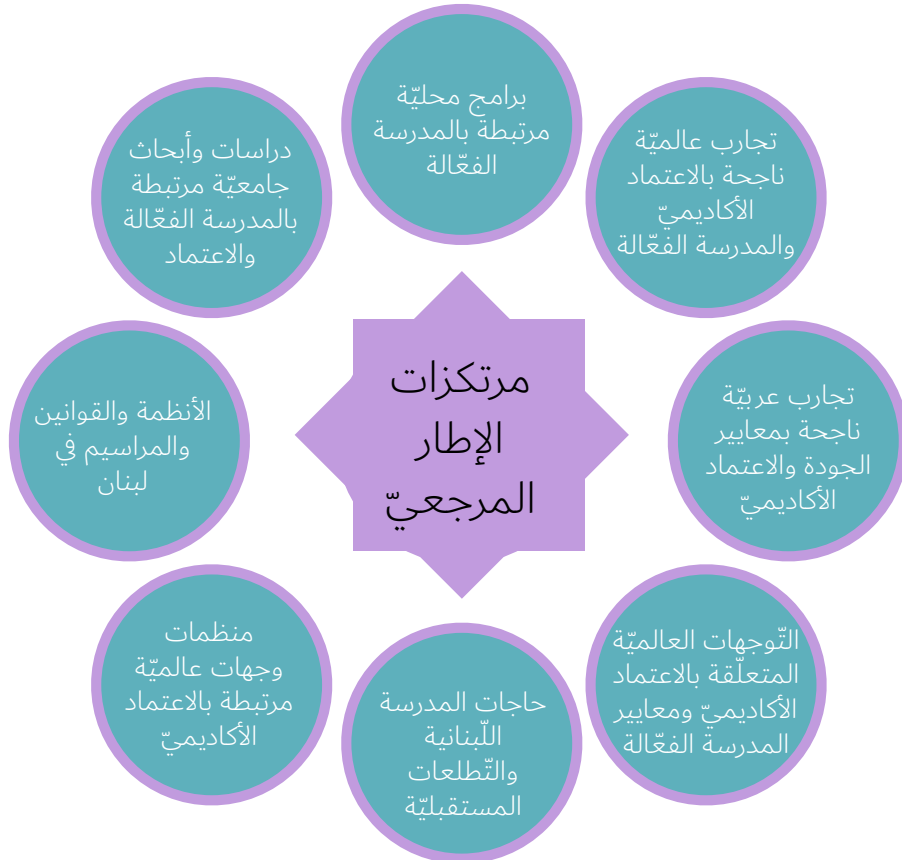 مرتكزات
الإطار
المرجعيّ
برامج محليّة
مرتبطة بالمدرسة
الفعّالة
تجارب عالميّة
ناجحة بالاعتماد
الأكاديميّ
والمدرسة الفعّالة
تجارب عربيّة
ناجحة بمعايير
الجودة والاعتماد
الأكاديميّ
التّوجهات العالميّة
المتعلّقة بالاعتماد
الأكاديميّ ومعايير
المدرسة الفعّالة
حاجات المدرسة
اللّبنانية
والتّطلعات
المستقبليّة
منظمات
وجهات عالميّة
مرتبطة بالاعتماد
الأكاديميّ
الأنظمة والقوانين
والمراسيم في
لبنان
دراسات وأبحاث
جامعيّة مرتبطة
بالمدرسة الفعّالة
والاعتماد